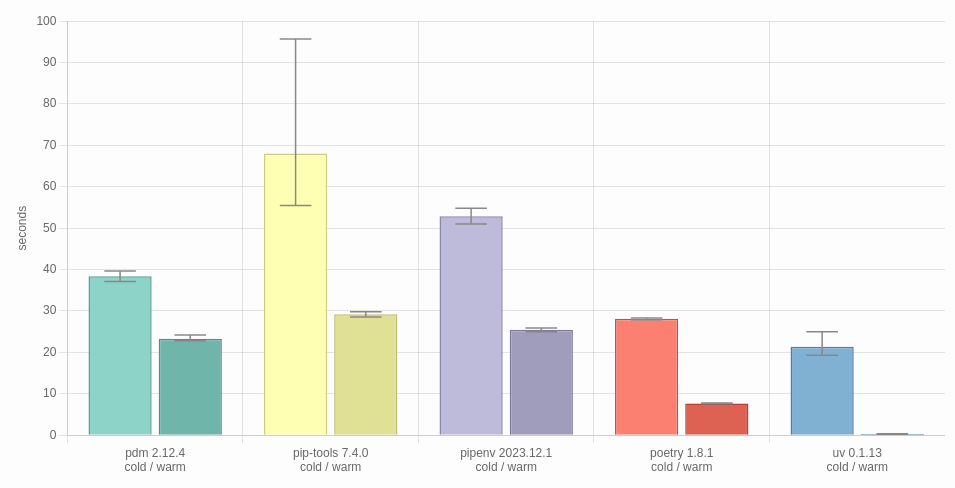 100
90
80
70
60
50
40
30
20
10
0
seconds
pdm 2.12.4
cold / warm
pip-tools 7.4.0
cold / warm
pipenv 2023.12.1
cold / warm
poetry 1.8.1
cold / warm
uv 0.1.13
cold / warm